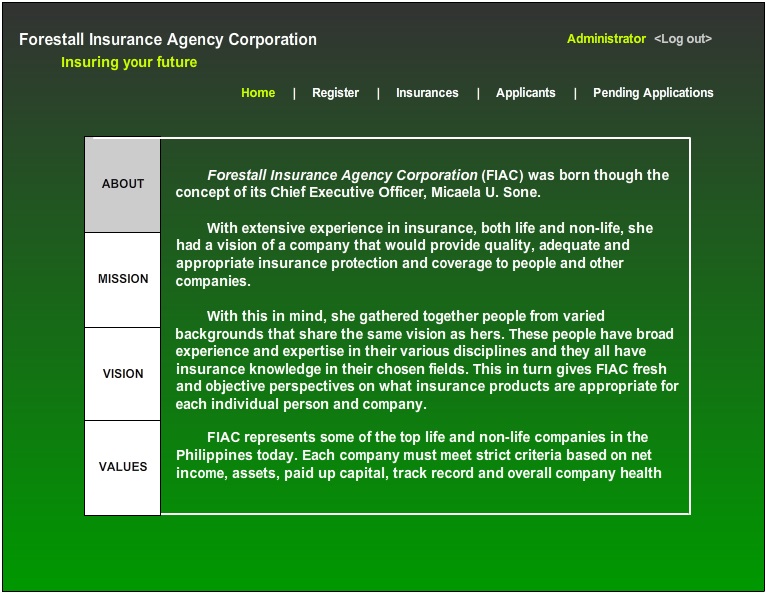 Forestall Insurance Agency Corporation
Administrator <Log out>
Insuring your future
Home | Register | Insurances | Applicants | Pending Applications
ABOUT
MISSION
VISION
VALUES
Forestall Insurance Agency Corporation (FIAC) was born though the
concept of its Chief Executive Officer, Micaela U. Sone.
With extensive experience in insurance, both life and non-life, she
had a vision of a company that would provide quality, adequate and
appropriate insurance protection and coverage to people and other
companies.
With this in mind, she gathered together people from varied
backgrounds that share the same vision as hers. These people have broad
experience and expertise in their various disciplines and they all have
insurance knowledge in their chosen fields. This in turn gives FIAC fresh
and objective perspectives on what insurance products are appropriate for
each individual person and company.
FIAC represents some of the top life and non-life companies in the
Philippines today. Each company must meet strict criteria based on net
income, assets, paid up capital, track record and overall company health